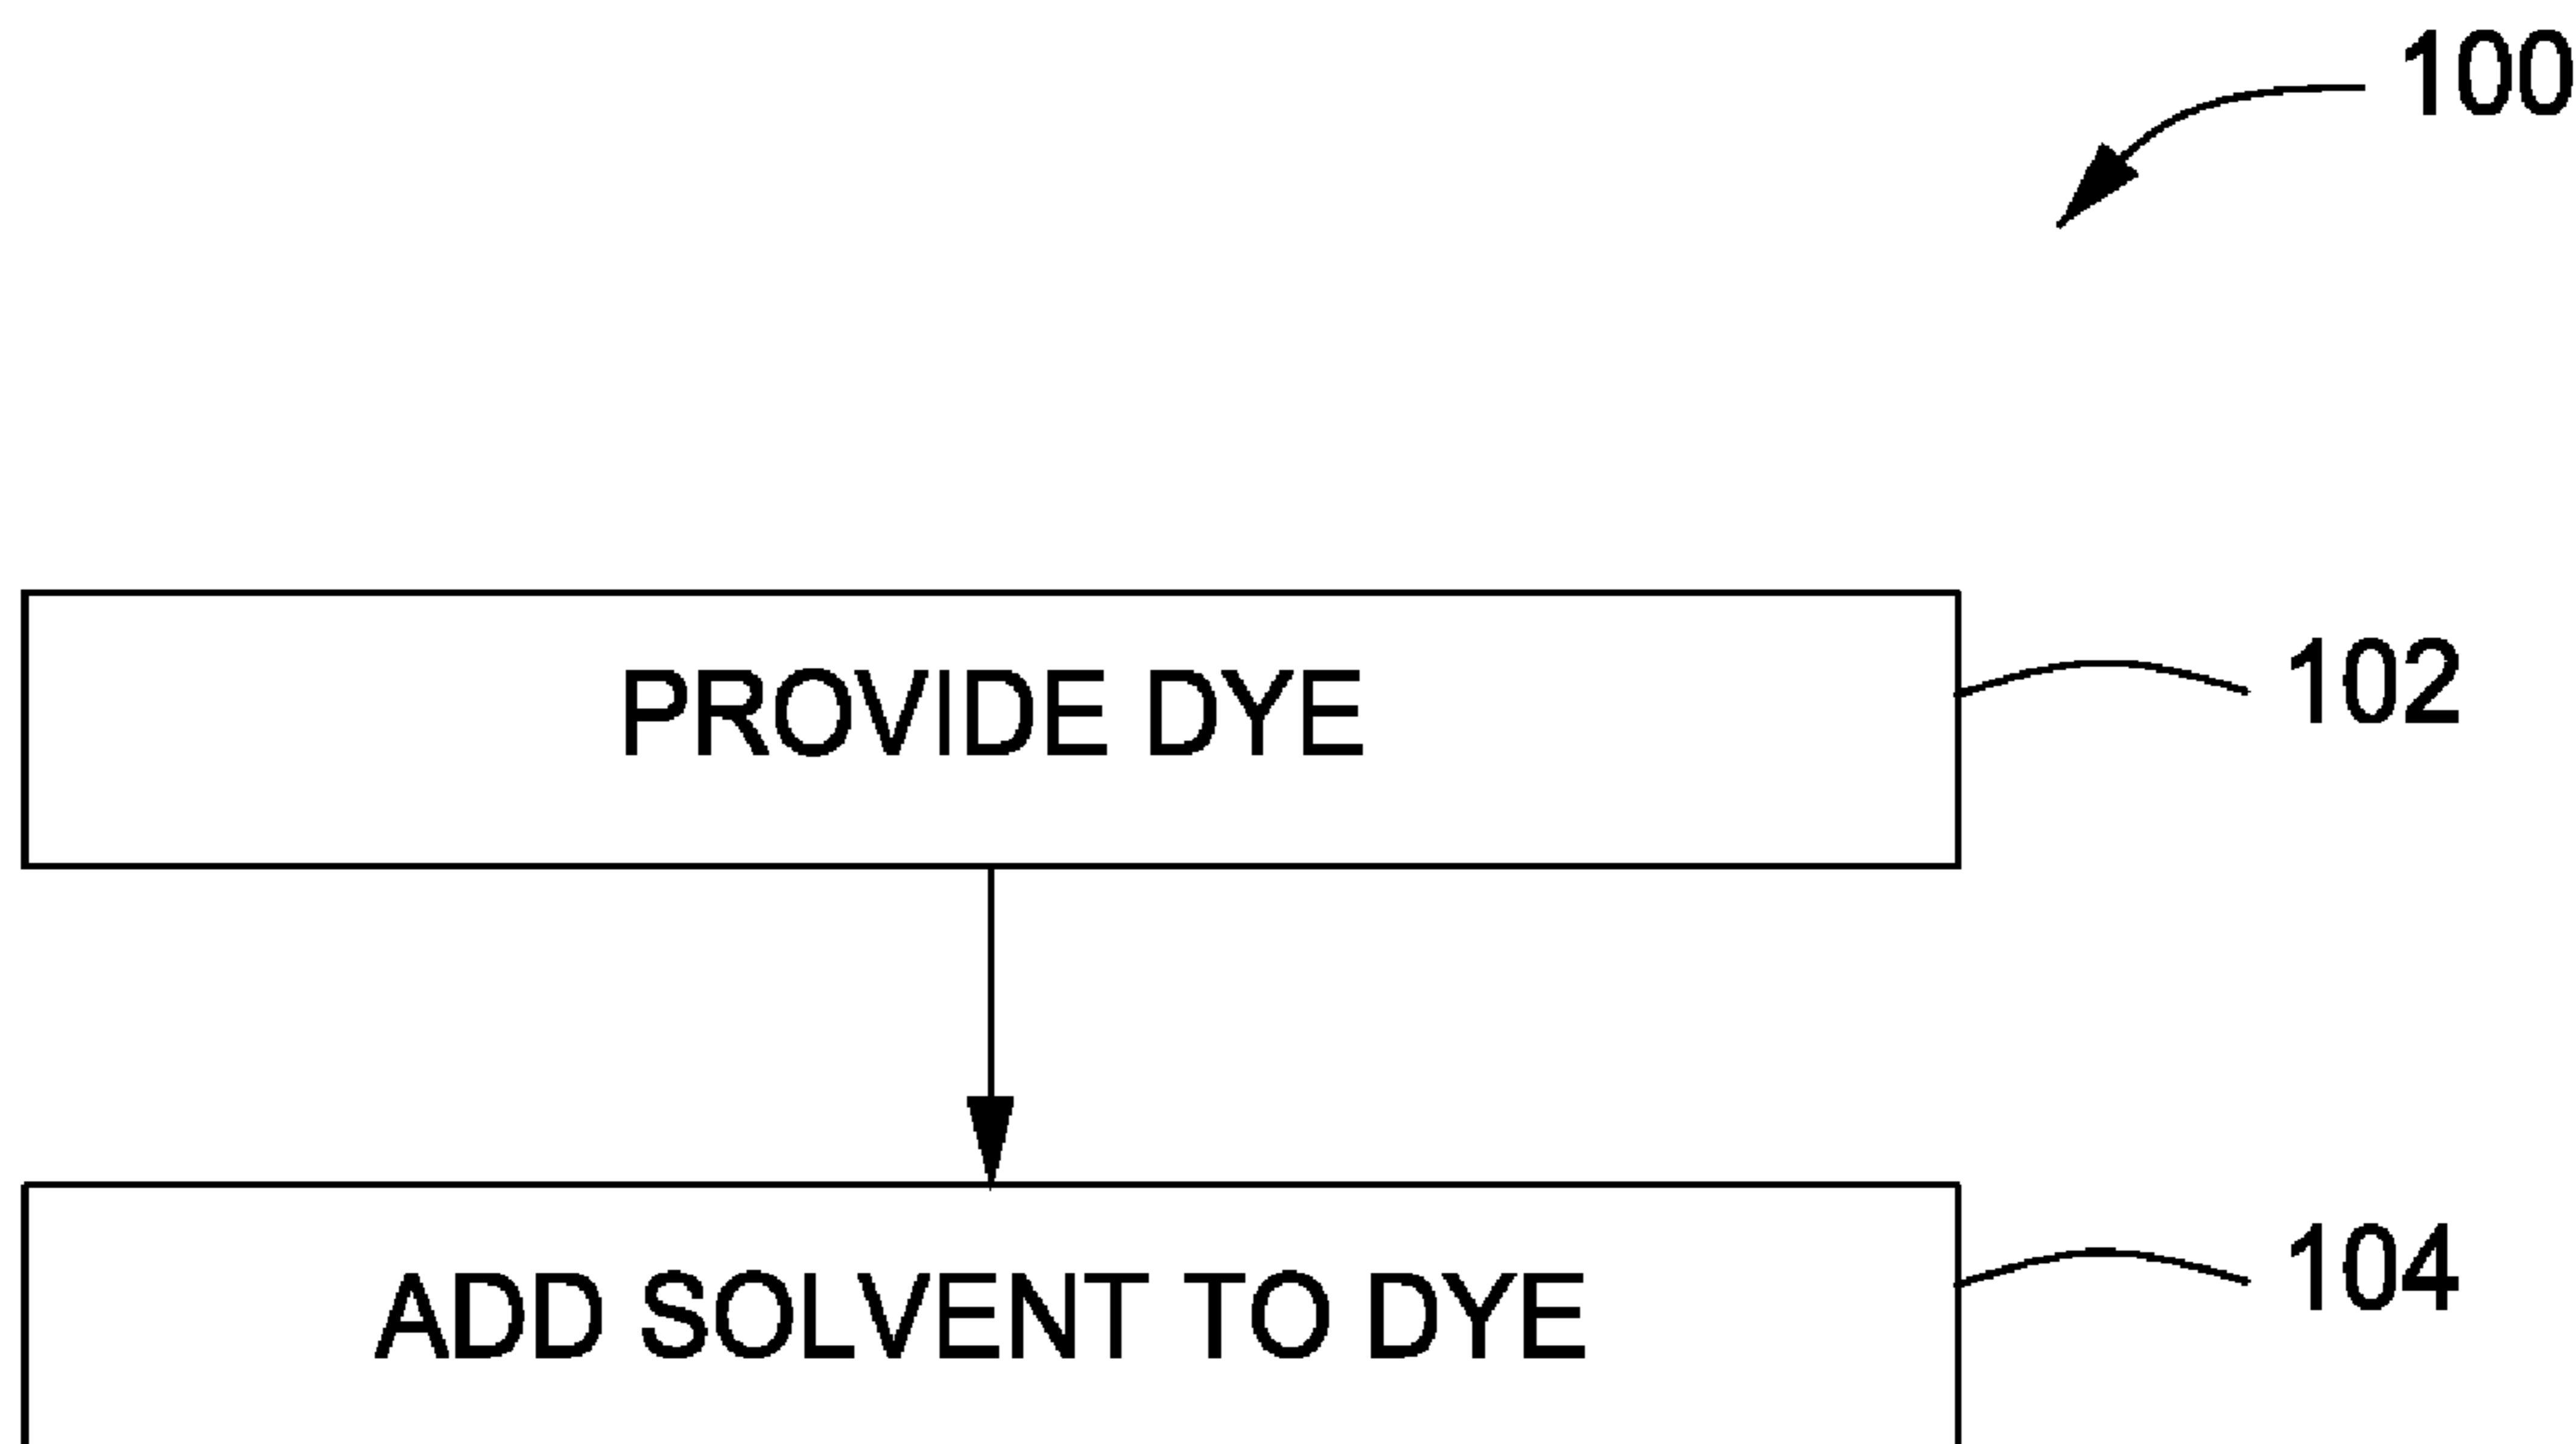 100
PROVIDE DYE
102
ADD SOLVENT TO DYE
104